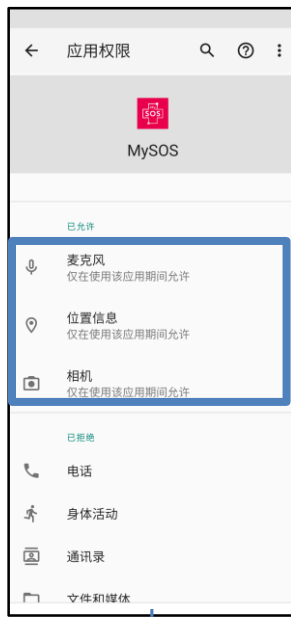 应用权限
MY
SOS
MySOS
已允许
麦克风
仅在使用该应用期间允许
位置信息
仅在使用该应用期间允许
相机
仅在使用该应用期间允许
已拒绝
电话
身体活动
通讯录
文件和媒体